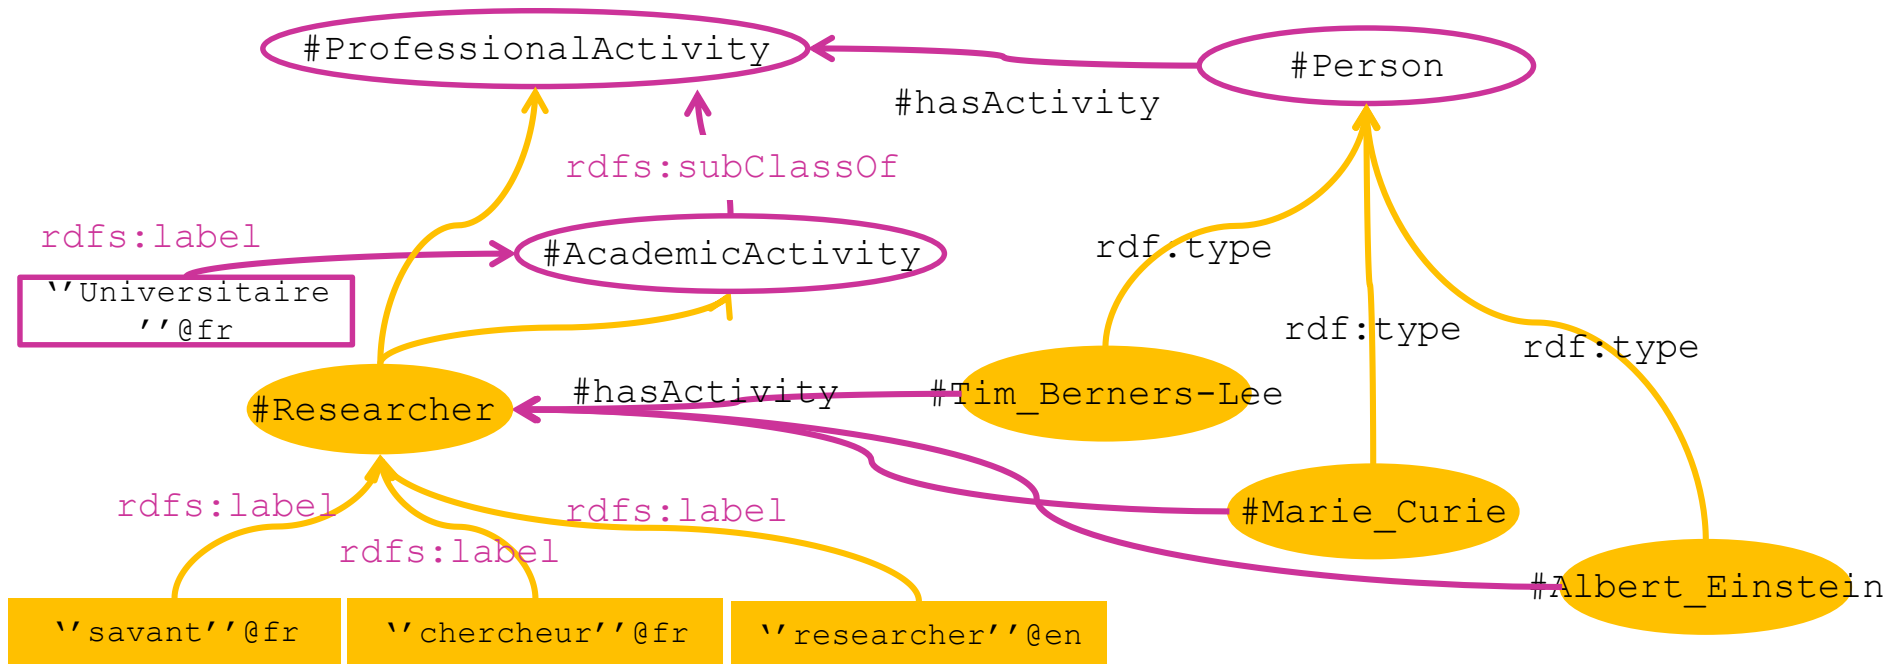 #ProfessionalActivity
#Person
#hasActivity
rdfs:subClassOf
rdfs:label
#AcademicActivity
rdf:type
‘’Universitaire
’’@fr
rdf:type
rdf:type
#hasActivity
#Tim_Berners-Lee
#Researcher
rdfs:label
rdfs:label
#Marie_Curie
rdfs:label
#Albert_Einstein
‘’savant’’@fr
‘’chercheur’’@fr
‘’researcher’’@en